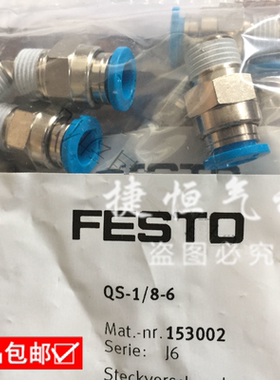 捷恒气
盗图必究
FESTO
QS-1/8-6
Mat.-nr. 153002
Serie: J6
包邮